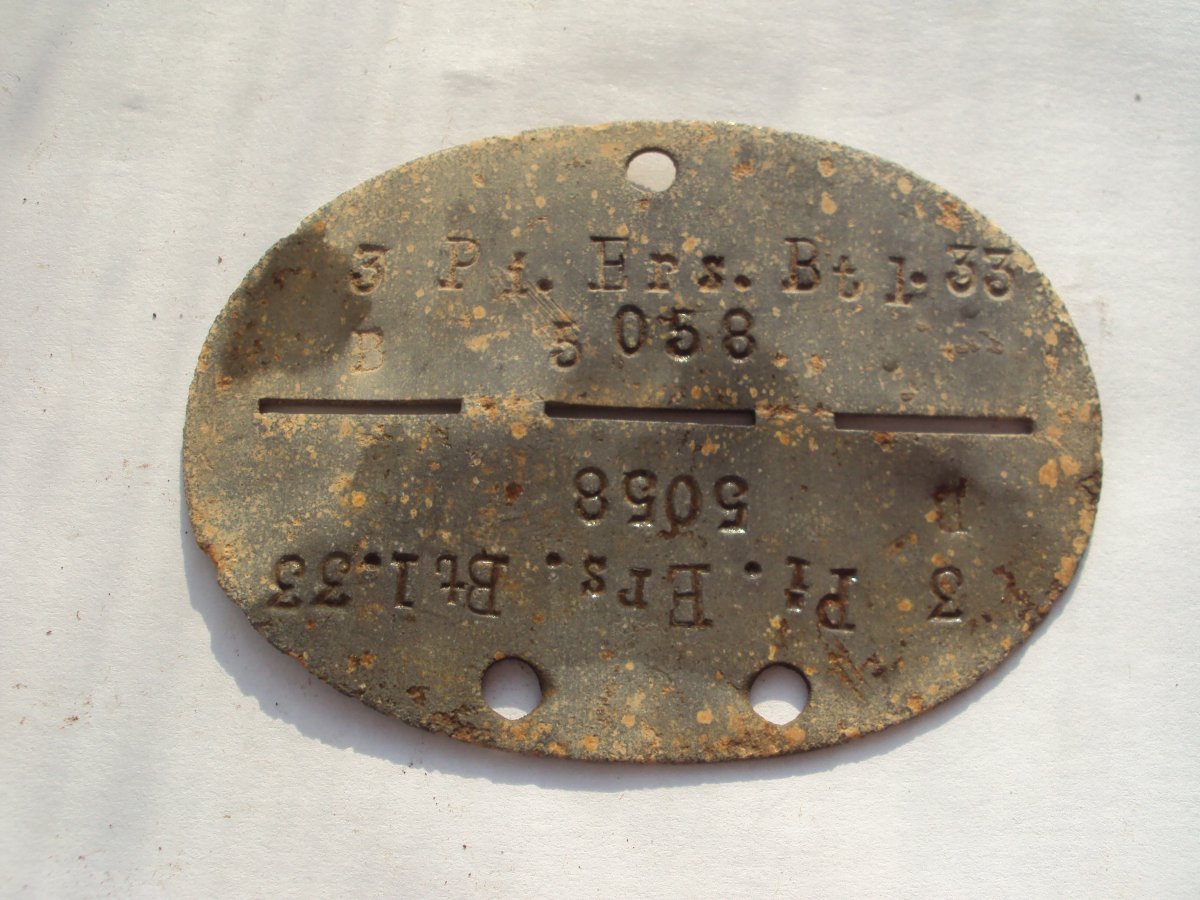 3 Pi. Ers. Btl. 33
B 5058
5058 B
3 Pi. Ers. Btl. 33